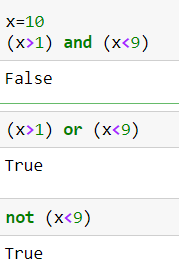 x=10
(x>1) and (x<9)
False
(x>1) or (x<9)
True
not (x<9)
True